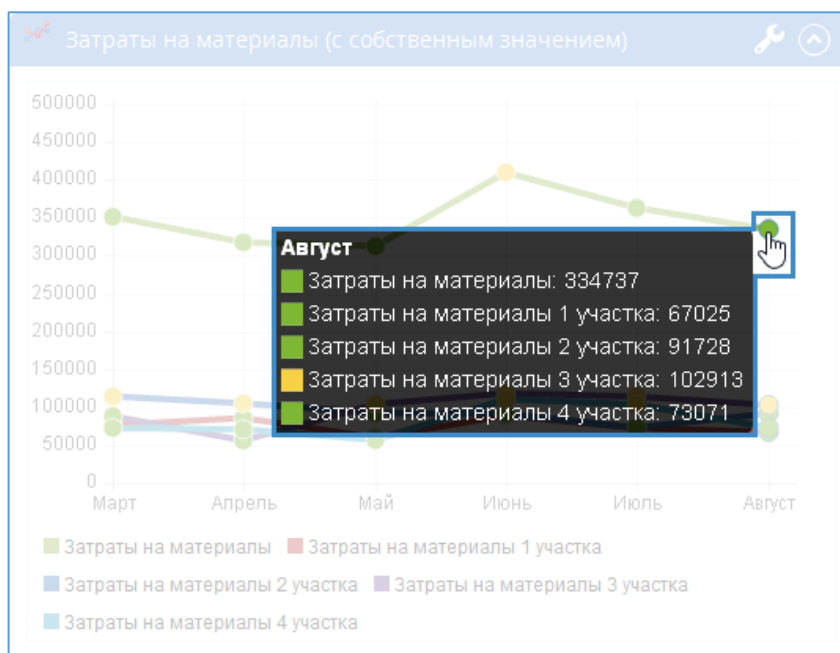 Затраты на материалы (с собственным значением)
500000
450000
400000
350000
300000
250000
200000
150000
100000
50000
0
Август
Затраты на материалы: 334737
Затраты на материалы 1 участка: 67025
Затраты на материалы 2 участка: 91728
Затраты на материалы 3 участка: 102913
Затраты на материалы 4 участка: 73071
Март Апрель Май Июнь Июль Август
Затраты на материалы Затраты на материалы 1 участка
Затраты на материалы 2 участка Затраты на материалы 3 участка
Затраты на материалы 4 участка